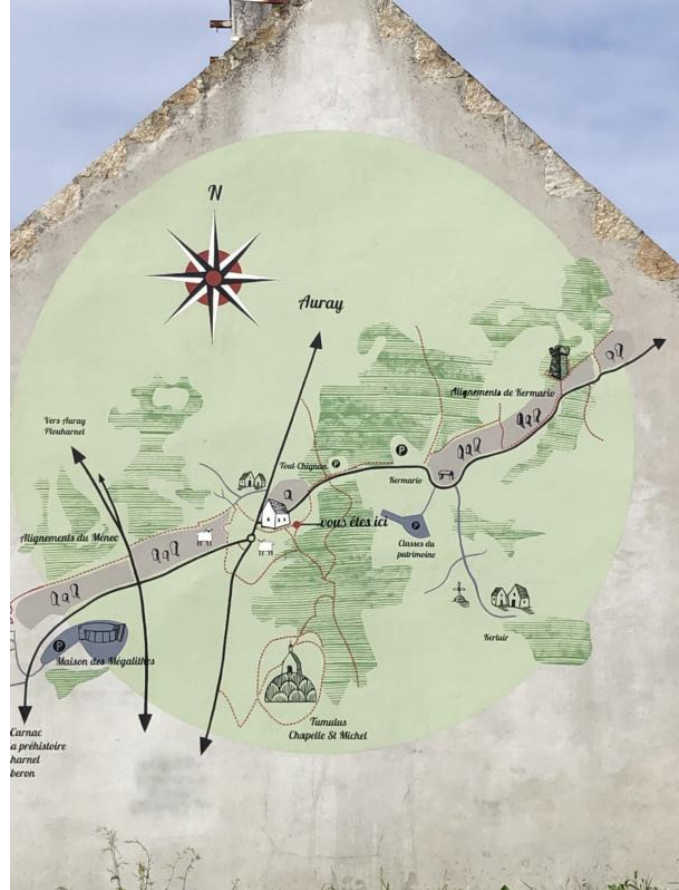 N
Auray
Vers Auray
Plouharnel
Alignements de Kermario
Toul-Chignan
P
P
Kermario
Alignements du Ménec
vous êtes ici
P
Classes du
patrimoine
P
Maison des Mégalithes
Kerluir
Tumulus
Chapelle St Michel
Carnac
a préhistoire
harnel
beron